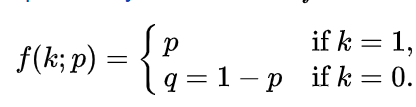 f(k; p) = { p if k = 1,
q = 1 − p if k = 0.